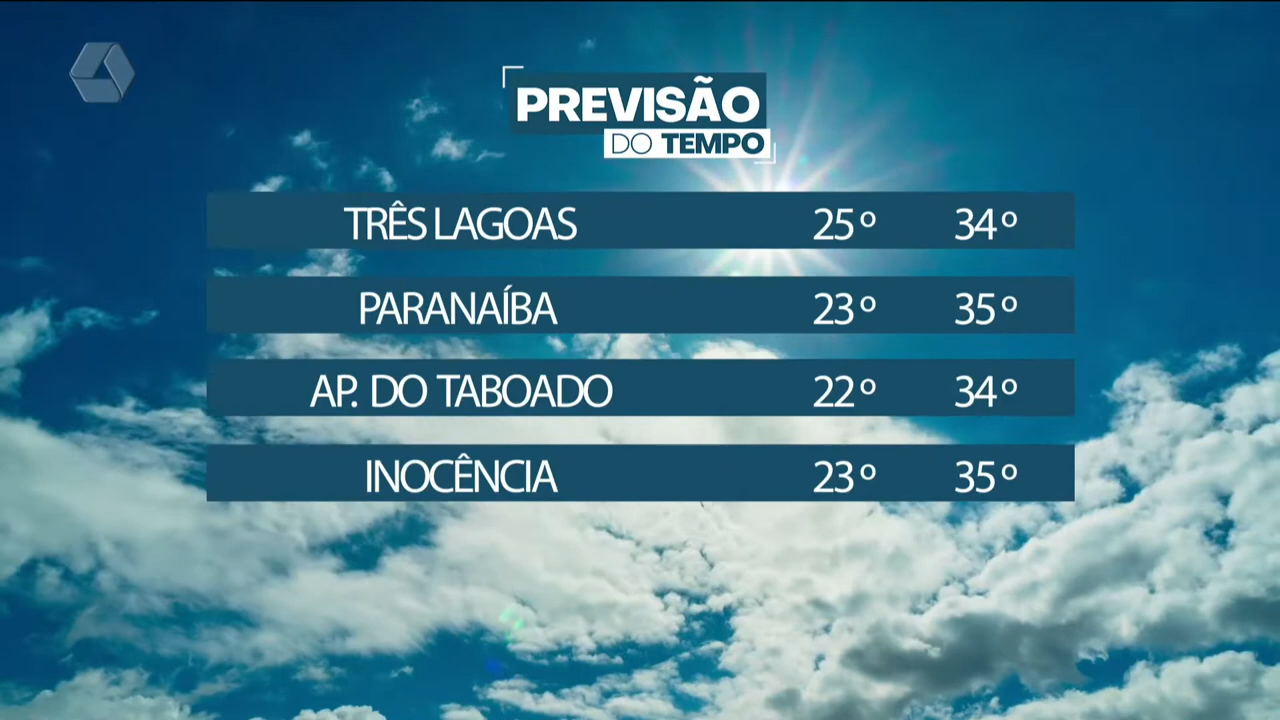 PREVISÃO
DO TEMPO
TRÊS LAGOAS 25º 34º
PARANAÍBA 23º 35º
AP. DO TABOADO 22º 34º
INOCÊNCIA 23º 35º